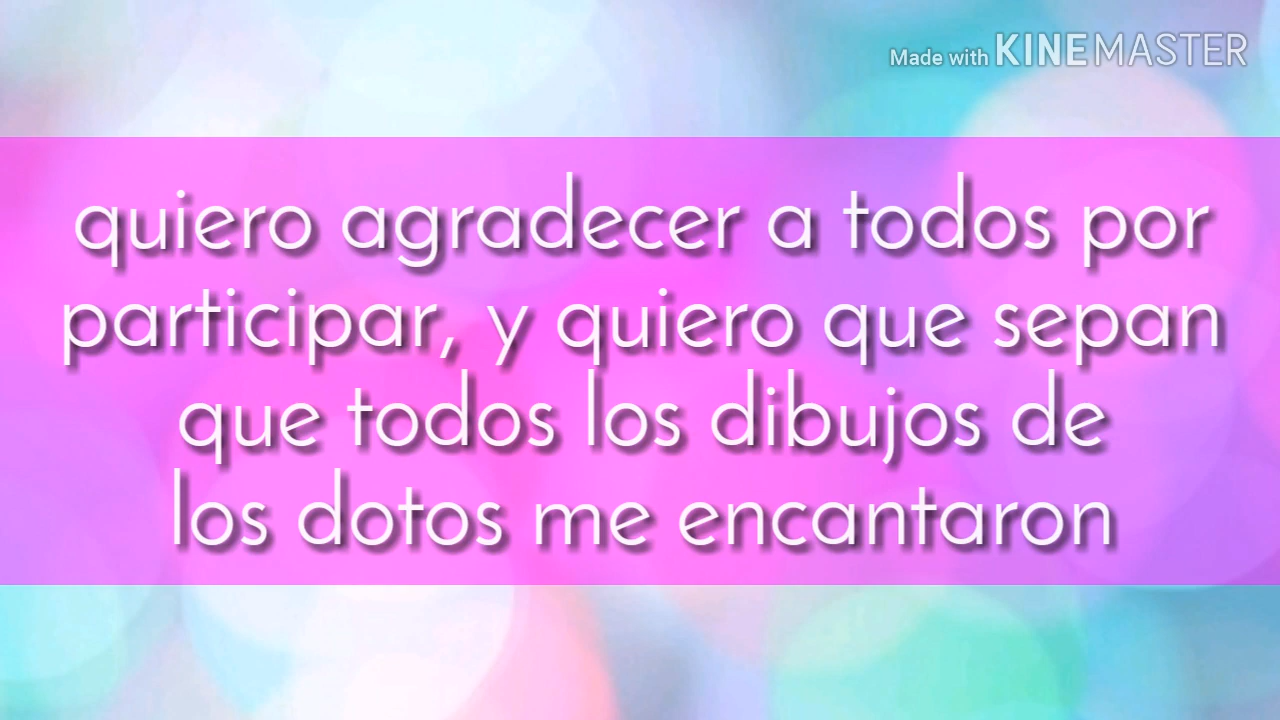 Made with KINEMASTER
quiero agradecer a todos por
participar, y quiero que sepan
que todos los dibujos de
los dotos me encantaron